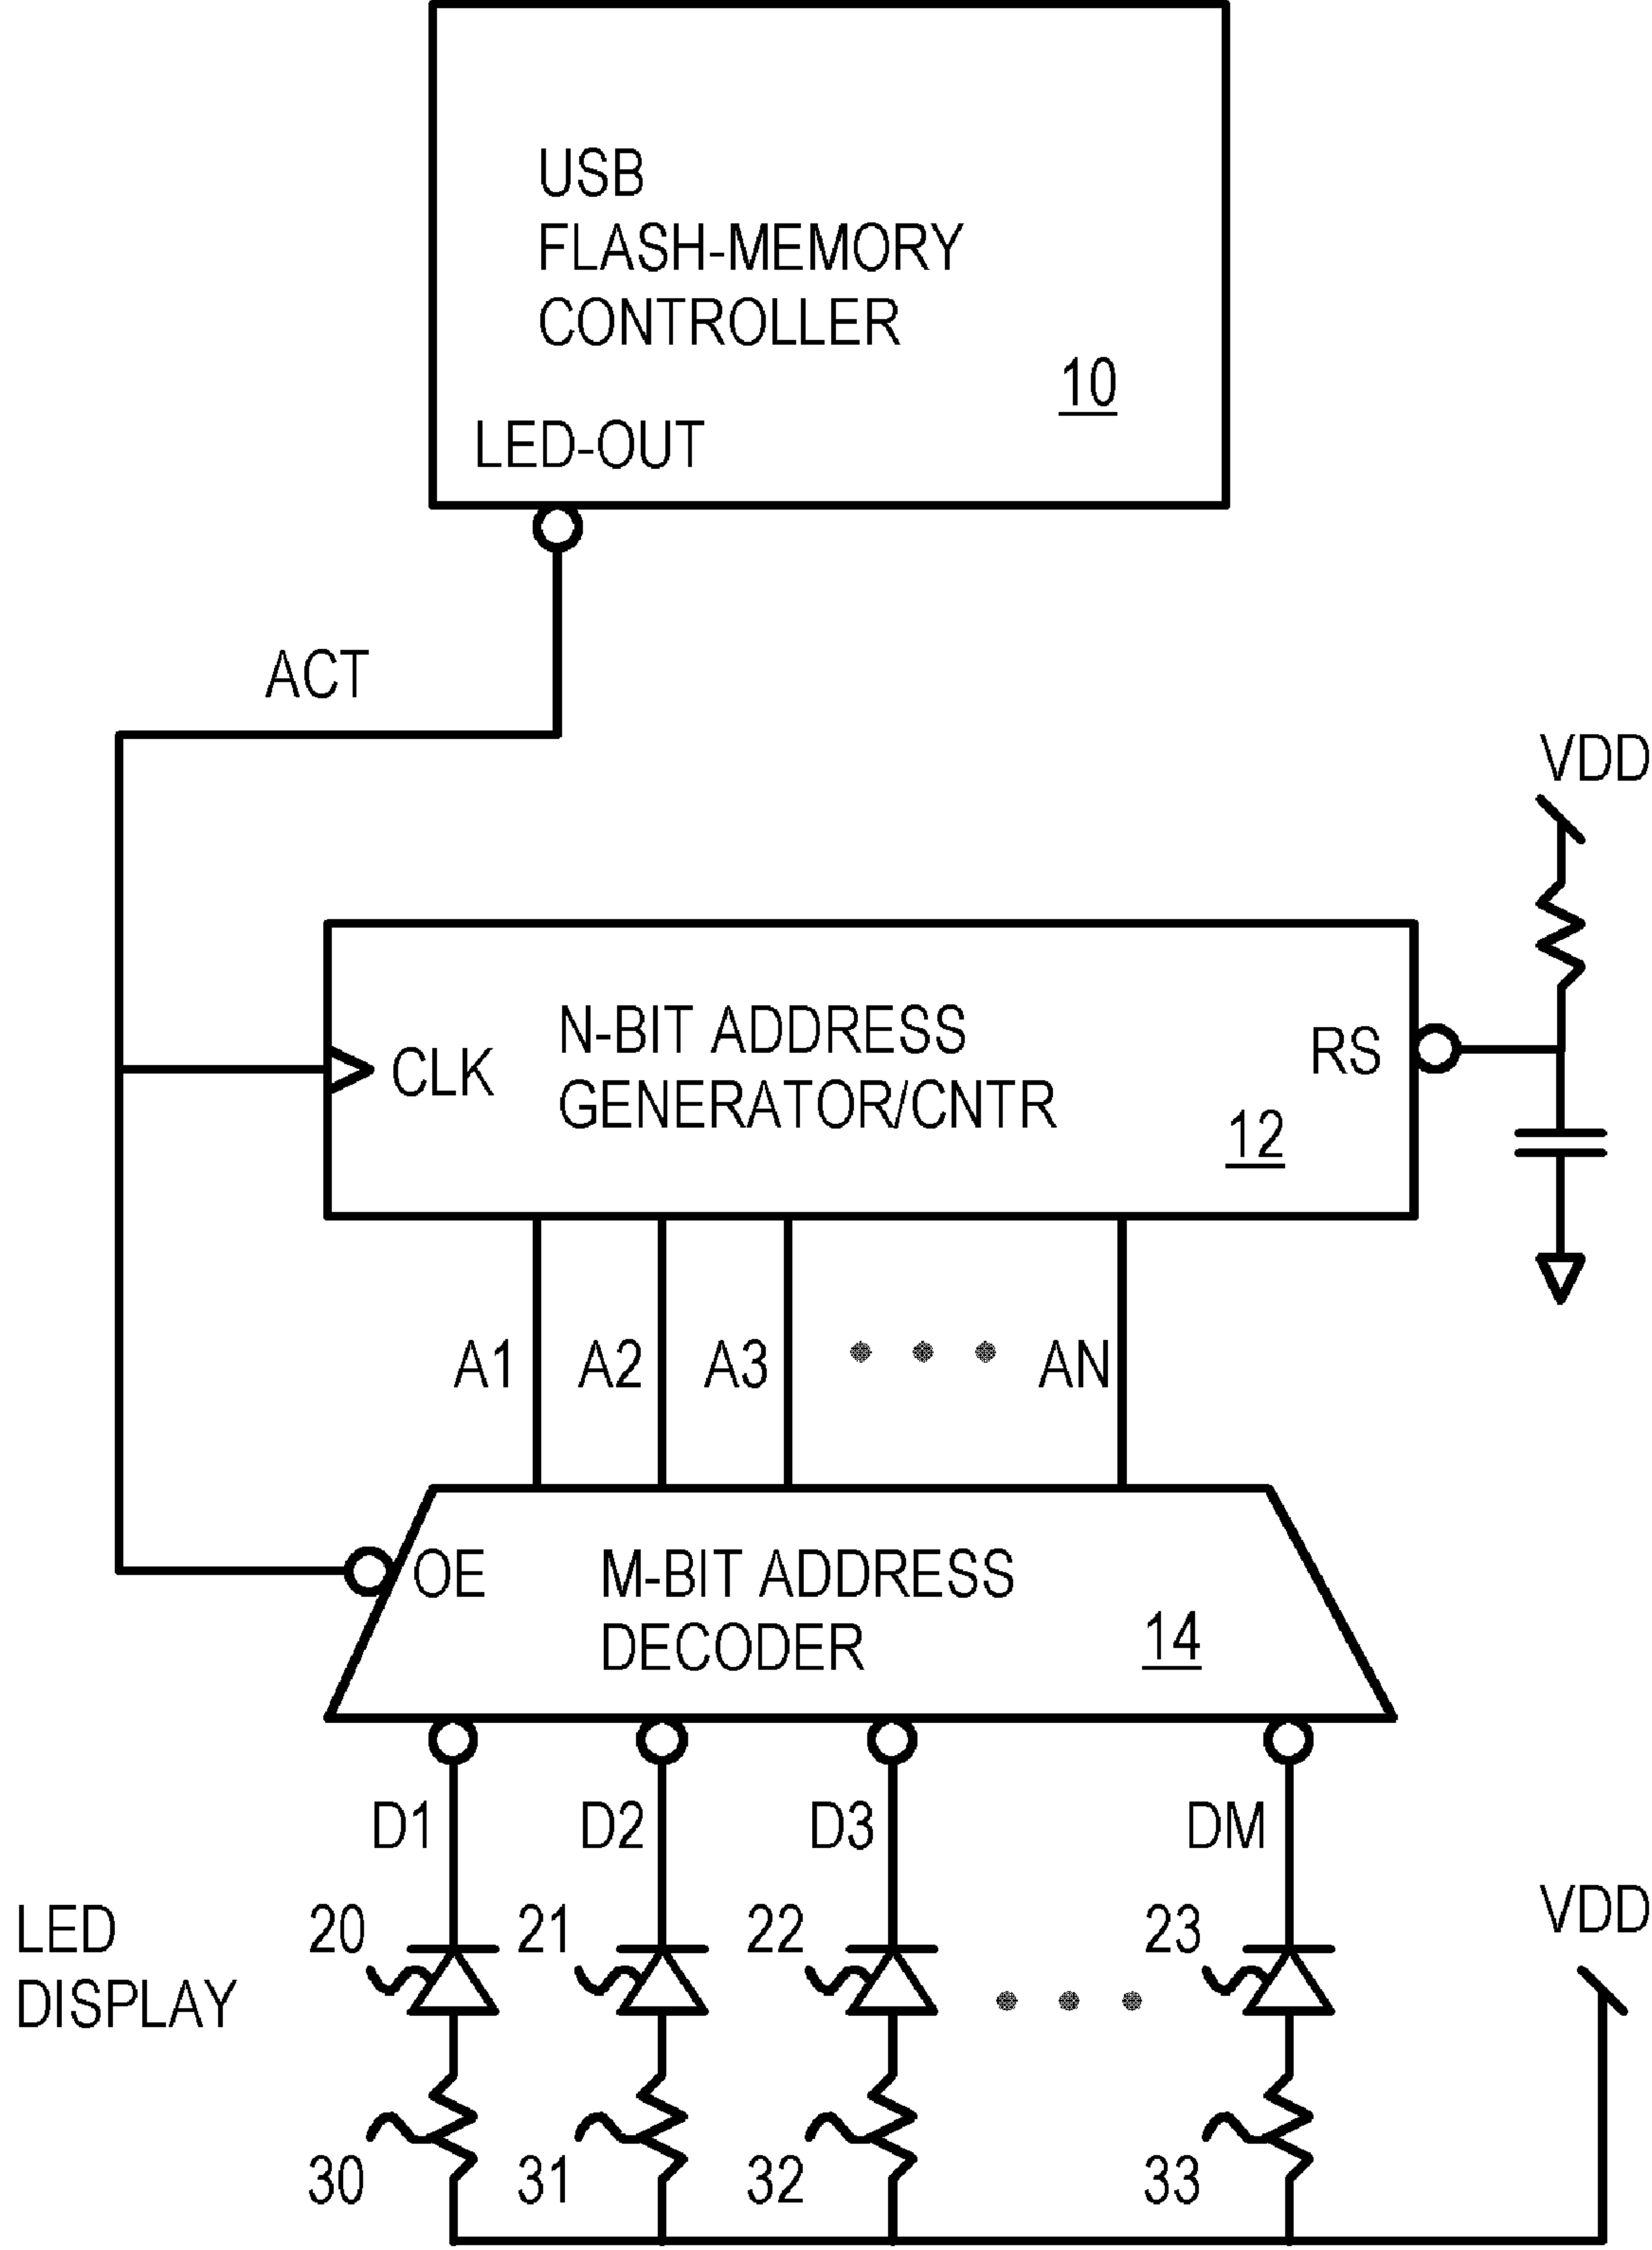 USB
FLASH-MEMORY
CONTROLLER
10
LED-OUT
ACT
VDD
N-BIT ADDRESS
GENERATOR/CNTR
CLK
RS
12
A1
A2
A3
AN
OE
M-BIT ADDRESS
DECODER
14
D1
D2
D3
DM
LED
DISPLAY
20
21
22
23
VDD
30
31
32
33